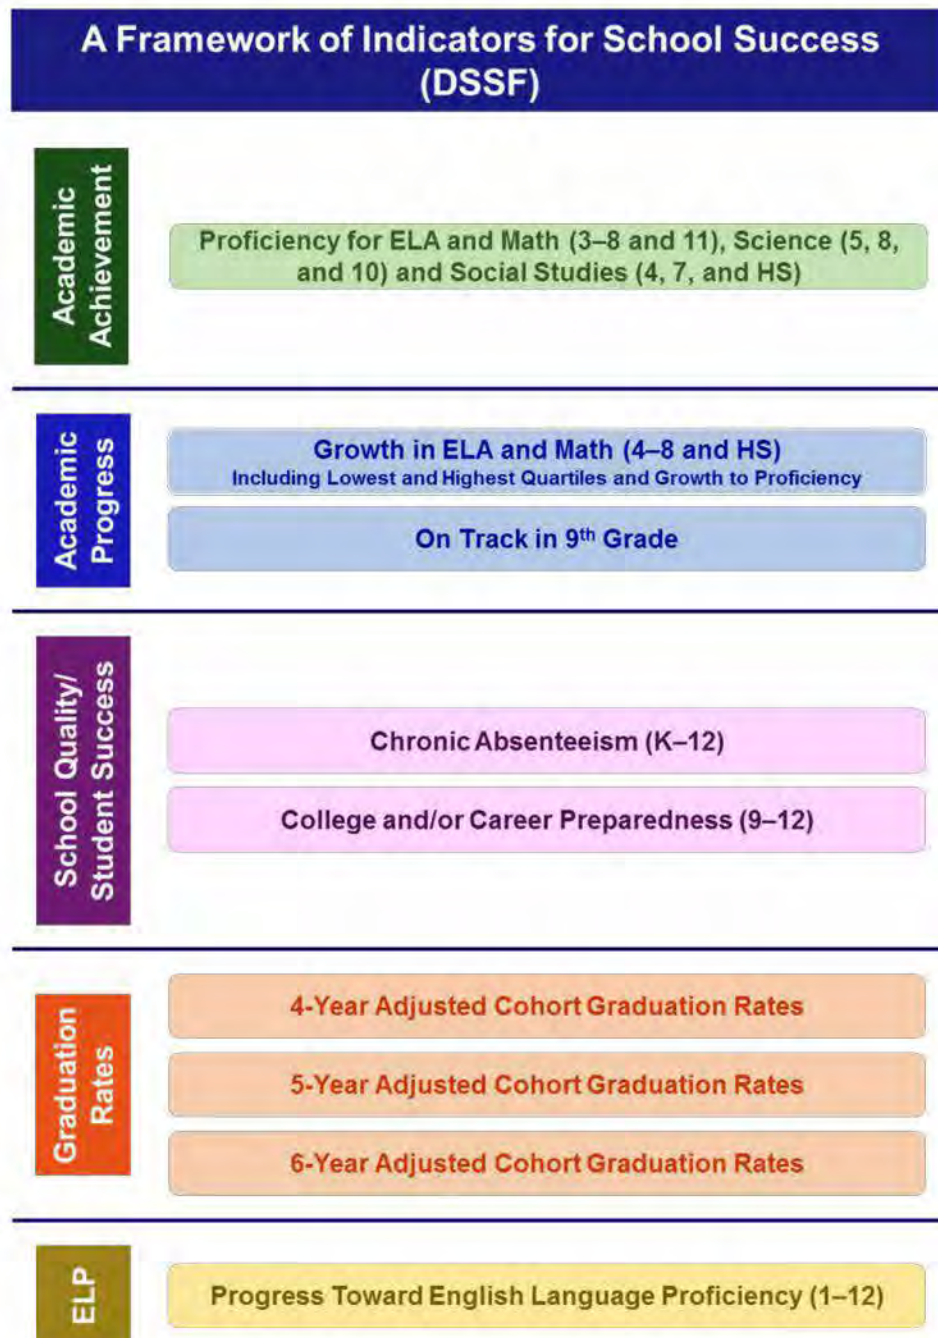 A Framework of Indicators for School Success
(DSSF)
Academic
Achievement
Proficiency for ELA and Math (3–8 and 11), Science (5, 8,
and 10) and Social Studies (4, 7, and HS)
Academic
Progress
Growth in ELA and Math (4–8 and HS)
Including Lowest and Highest Quartiles and Growth to Proficiency
On Track in 9th Grade
School Quality/
Student Success
Chronic Absenteeism (K–12)
College and/or Career Preparedness (9–12)
Graduation
Rates
4-Year Adjusted Cohort Graduation Rates
5-Year Adjusted Cohort Graduation Rates
6-Year Adjusted Cohort Graduation Rates
ELP
Progress Toward English Language Proficiency (1–12)